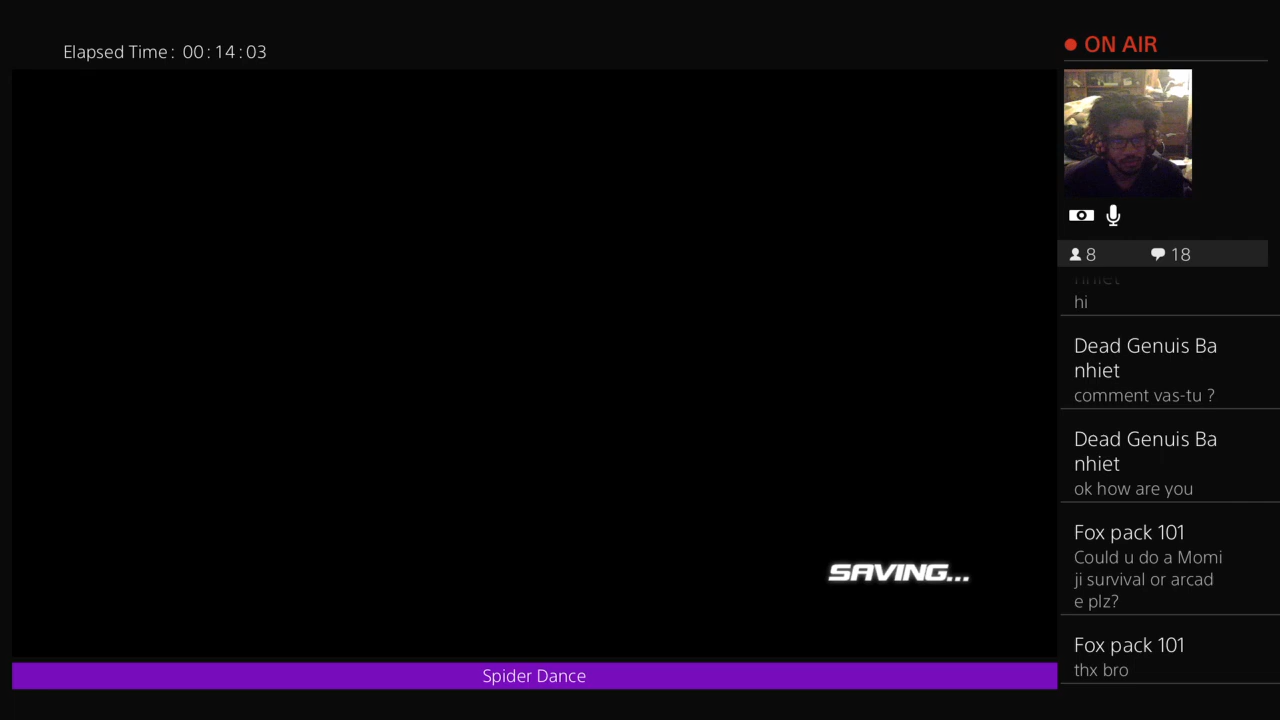 Elapsed Time: 00:14:03
ON AIR
8 18
nhiet
hi
Dead Genuis Ba
nhiet
comment vas-tu ?
Dead Genuis Ba
nhiet
ok how are you
Fox pack 101
Could u do a Momi
ji survival or arcad
e plz?
Fox pack 101
thx bro
SAVING...
Spider Dance